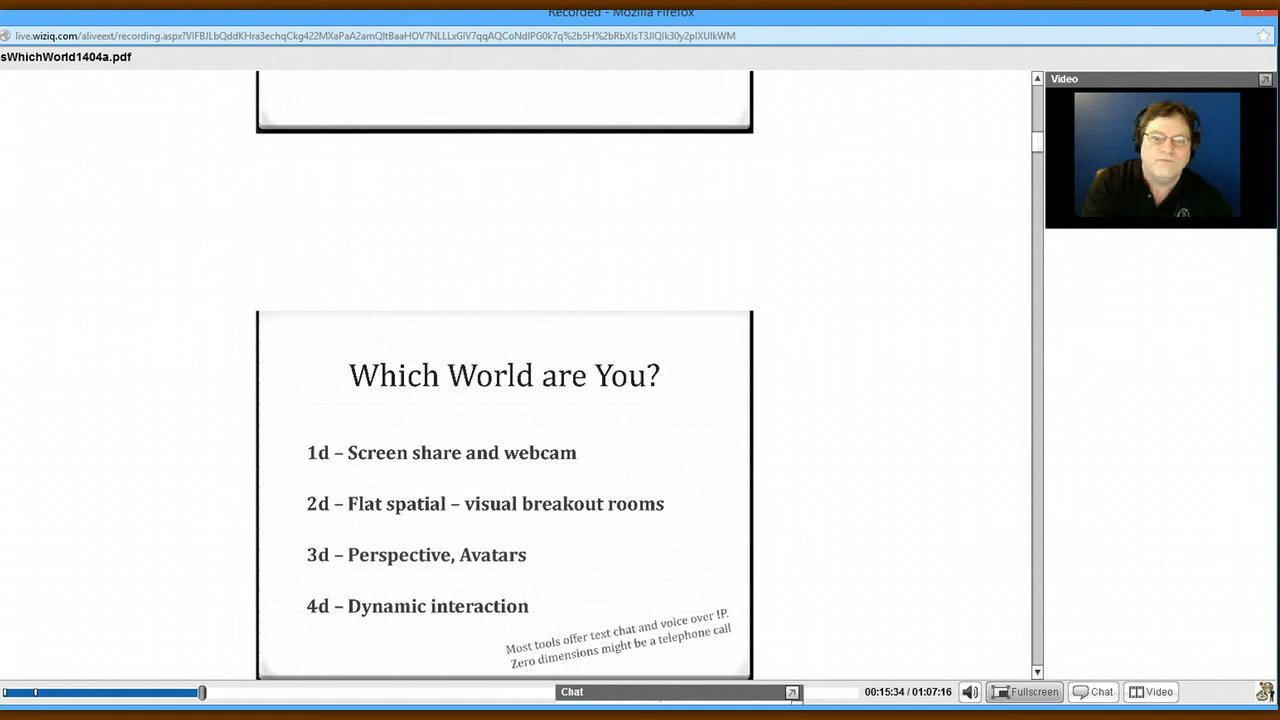 Recorded - Mozilla Firefox
sWhichWorld1404a.pdf
Video
Which World are You?
1d – Screen share and webcam
2d – Flat spatial – visual breakout rooms
3d – Perspective, Avatars
4d – Dynamic interaction
Most tools offer text chat and voice over IP.
Zero dimensions might be a telephone call
Chat
00:15:34 / 01:07:16
Fullscreen
Chat
Video